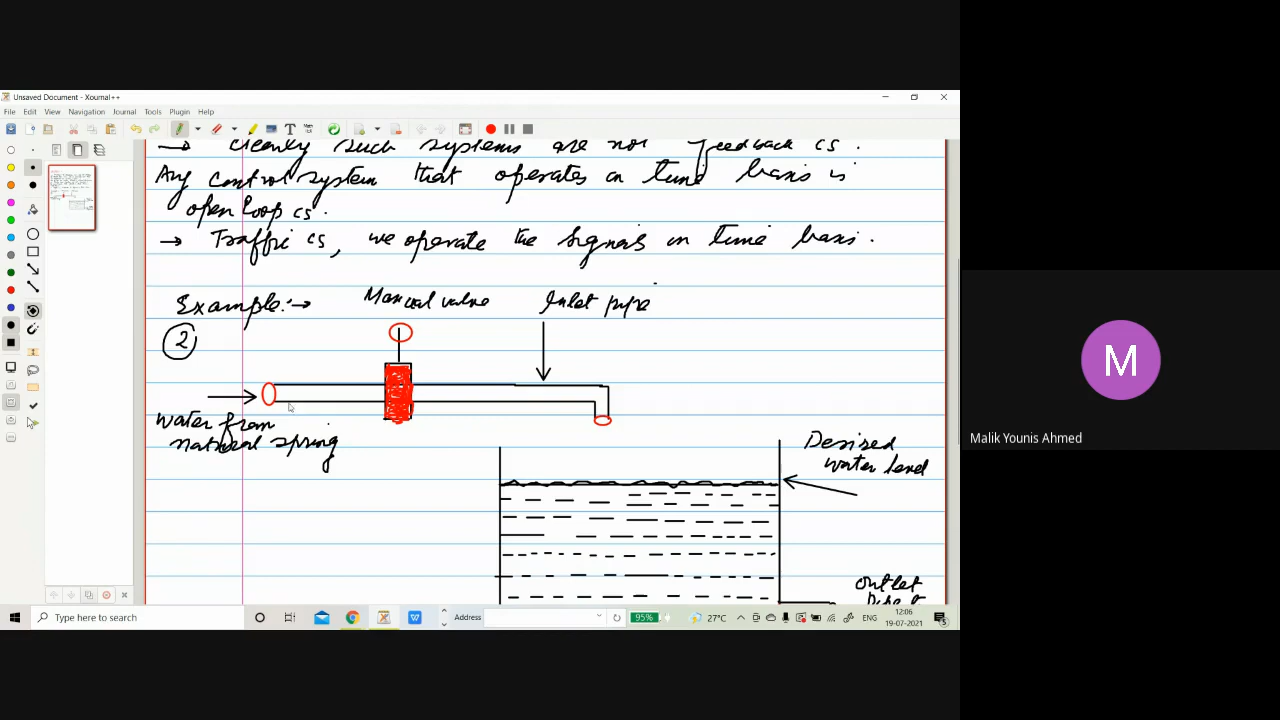 Unsaved Document - Xournal++
File Edit View Navigation Journal Tools Plugin Help
→ Clearly such systems are not feedback cs.
Any control system that operates on time basis is
open loop cs.
→ Traffic cs, we operate the signals on time basis.
Example:→ Manual valve Inlet pipe
2
water from
natural spring
Desired
water level
outlet
M
Malik Younis Ahmed
Type here to search
Address
95%
27°C
ENG
12:06
19-07-2021